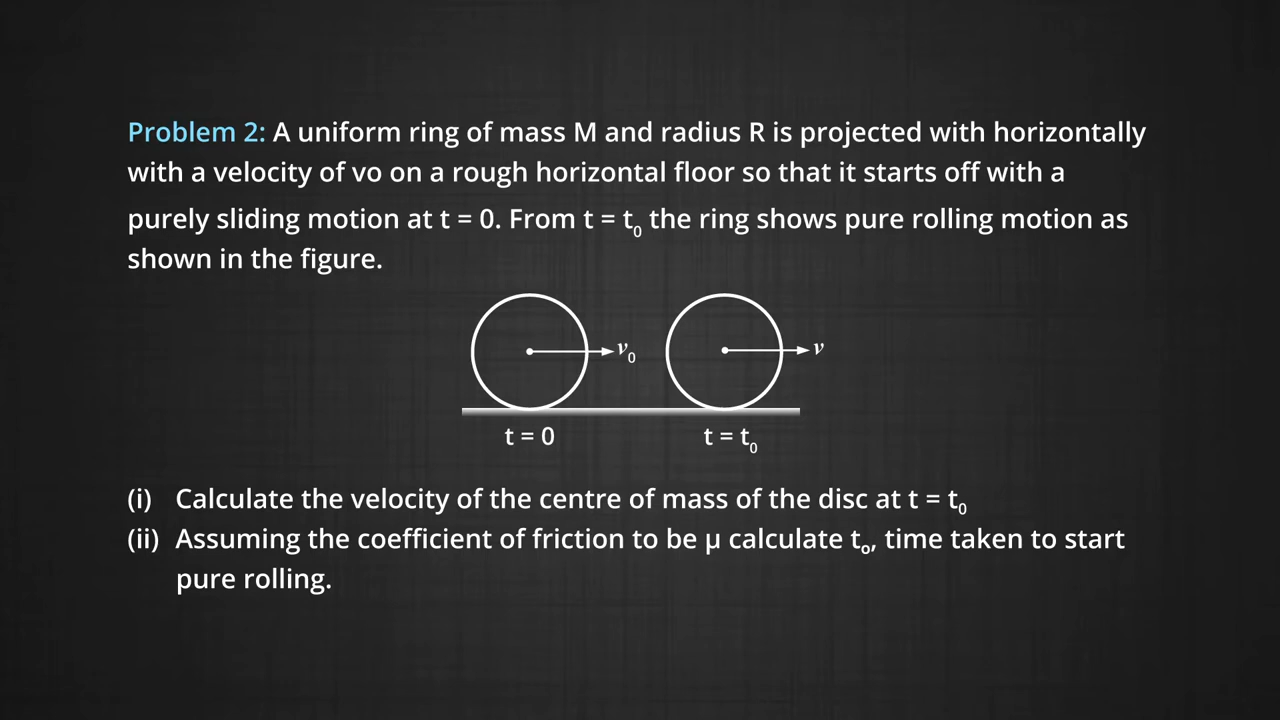 Problem 2: A uniform ring of mass M and radius R is projected with horizontally
with a velocity of vo on a rough horizontal floor so that it starts off with a
purely sliding motion at t = 0. From t = t₀ the ring shows pure rolling motion as
shown in the figure.
v₀ v
t = 0 t = t₀
(i) Calculate the velocity of the centre of mass of the disc at t = t₀
(ii) Assuming the coefficient of friction to be μ calculate tₒ, time taken to start
pure rolling.